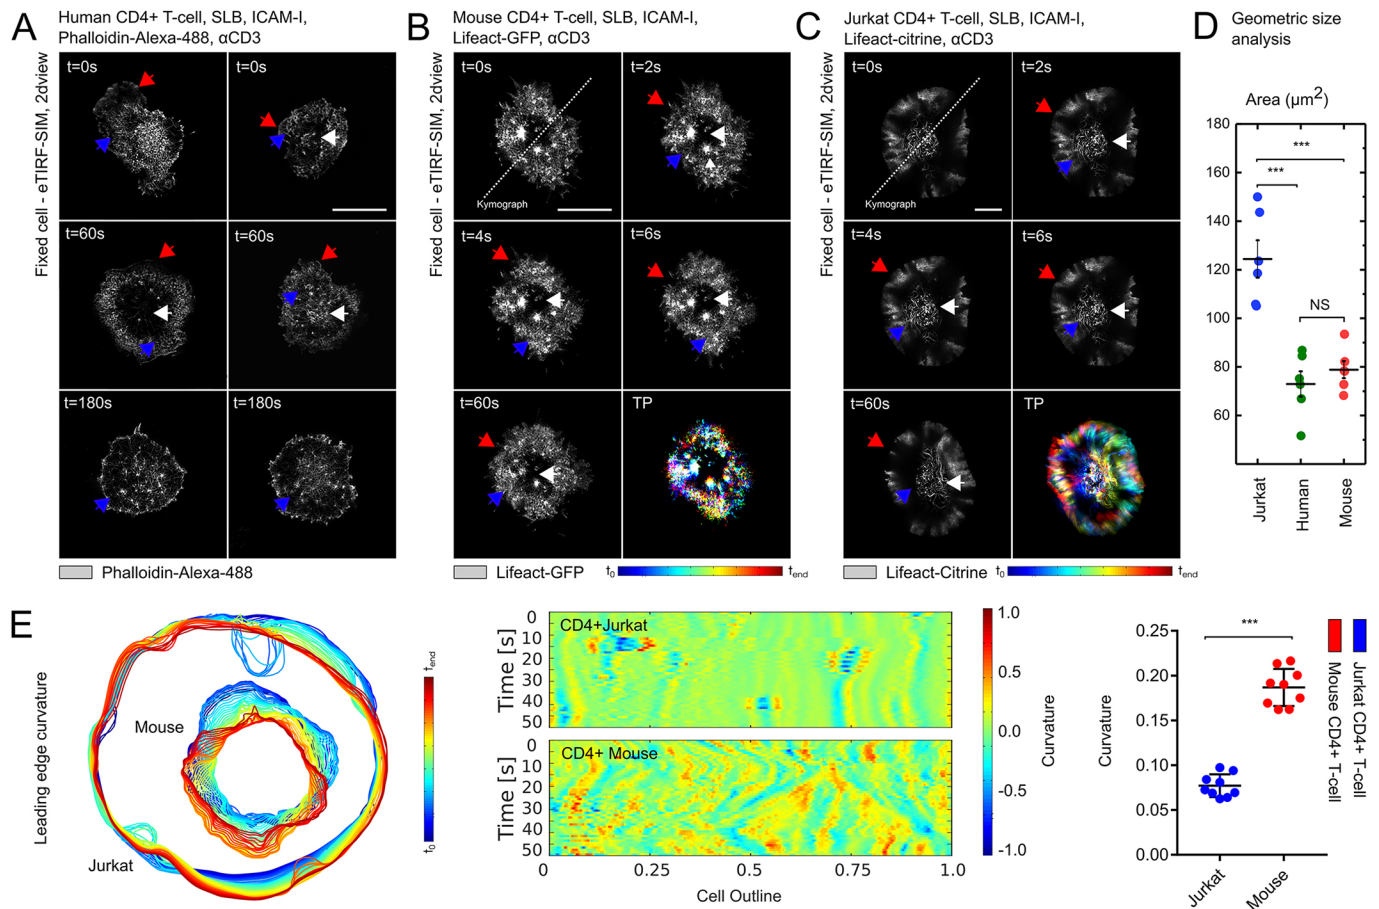 A
Human CD4+ T-cell, SLB, ICAM-I,
Phalloidin-Alexa-488, αCD3
Fixed cell - eTIRF-SIM, 2dview
t=0s
t=0s
t=60s
t=60s
t=180s
t=180s
Phalloidin-Alexa-488
B
Mouse CD4+ T-cell, SLB, ICAM-I,
Lifeact-GFP, αCD3
Fixed cell - eTIRF-SIM, 2dview
t=0s
Kymograph
t=2s
t=4s
t=6s
t=60s
TP
Lifeact-GFP
t0
tend
C
Jurkat CD4+ T-cell, SLB, ICAM-I,
Lifeact-citrine, αCD3
Fixed cell - eTIRF-SIM, 2dview
t=0s
Kymograph
t=2s
t=4s
t=6s
t=60s
TP
Lifeact-Citrine
t0
tend
D
Geometric size
analysis
Area (µm2)
180
160
140
120
100
80
60
***
***
NS
Jurkat
Human
Mouse
E
Leading edge curvature
Mouse
Jurkat
tend
t0
CD4+Jurkat
Time [s]
0
10
20
30
40
50
CD4+ Mouse
Time [s]
0
10
20
30
40
50
0
0.25
0.5
0.75
1.0
Cell Outline
1.0
0.5
0.0
-0.5
-1.0
Curvature
Curvature
0.25
0.20
0.15
0.10
0.05
0.00
***
Jurkat
Mouse
Jurkat CD4+ T-cell
Mouse CD4+ T-cell